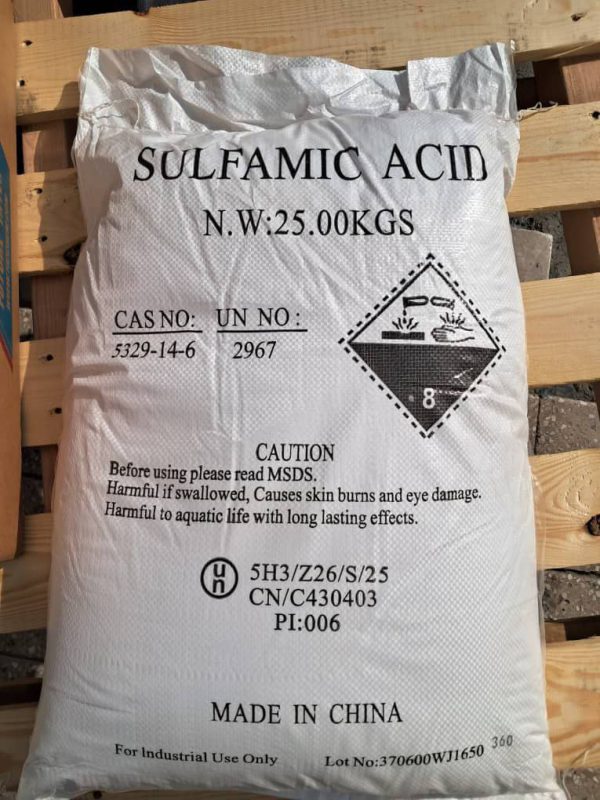 SULFAMIC ACID
N.W:25.00KGS
CAS NO: UN NO:
5329-14-6 2967
8
CAUTION
Before using please read MSDS.
Harmful if swallowed, Causes skin burns and eye damage.
Harmful to aquatic life with long lasting effects.
un 5H3/Z26/S/25
CN/C430403
PI:006
MADE IN CHINA
For Industrial Use Only Lot No:370600WJ1650 360